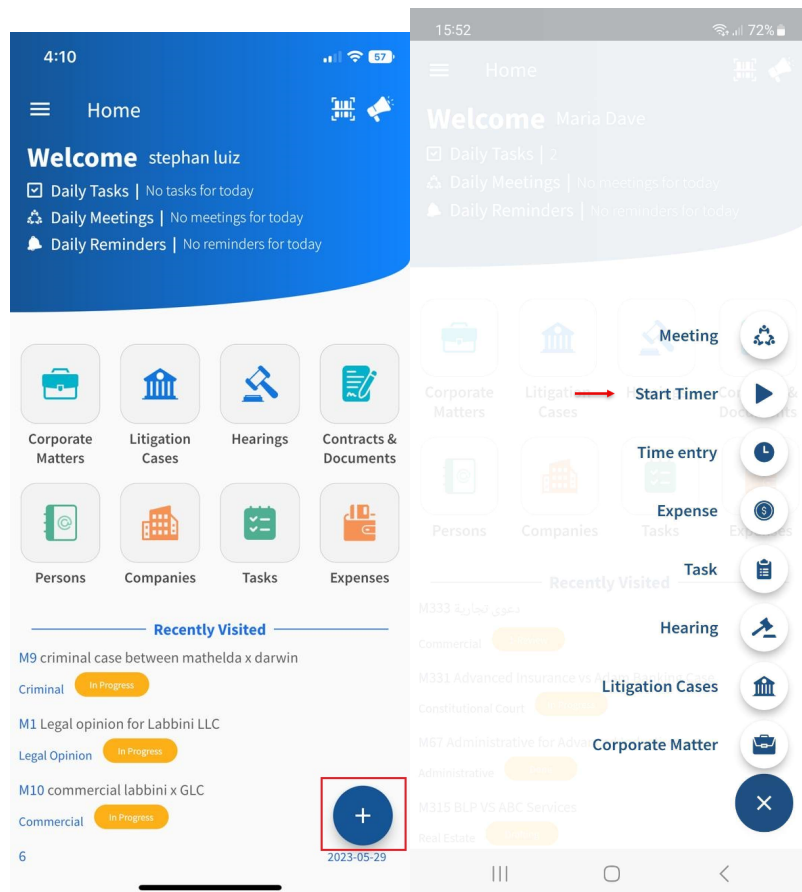 4:10
57
Home
Welcome stephan luiz
Daily Tasks | No tasks for today
Daily Meetings | No meetings for today
Daily Reminders | No reminders for today
Corporate Matters
Litigation Cases
Hearings
Contracts & Documents
Persons
Companies
Tasks
Expenses
Recently Visited
M9 criminal case between mathelda x darwin
Criminal In Progress
M1 Legal opinion for Labbini LLC
Legal Opinion In Progress
M10 commercial labbini x GLC
Commercial In Progress
6 2023-05-29
15:52 72%
Home
Welcome Maria Dave
Daily Tasks | 2
Daily Meetings | No meetings for today
Daily Reminders | No reminders for today
Meeting
Corporate Matters
Litigation Cases
Start Timer
Time entry
Expense
Persons
Companies
Tasks
Expenses
Recently Visited
Task
M333 دعوى تجارية
Commercial
Hearing
M331 Advanced Insurance vs
Litigation Cases
Constitutional Court
M67 Administrative for
Corporate Matter
Administrative
M315 BLP VS ABC Services
Real Estate